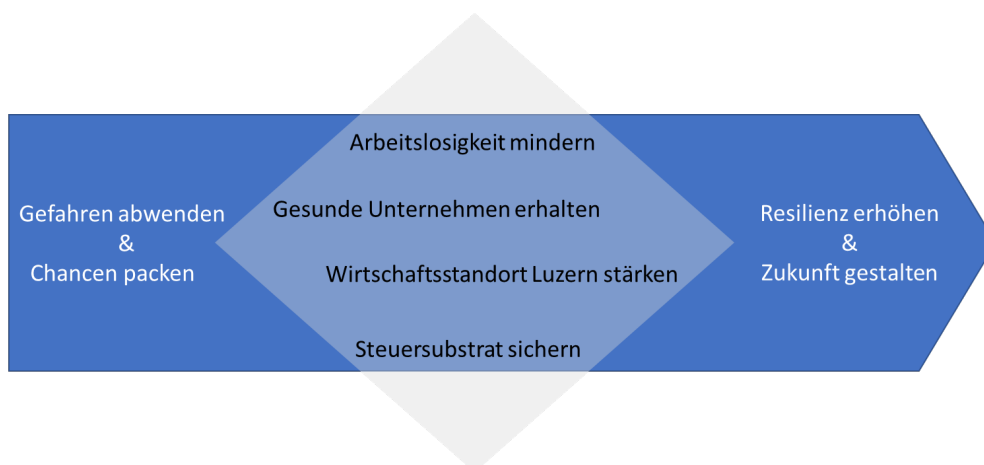 Gefahren abwenden
&
Chancen packen
Arbeitslosigkeit mindern
Gesunde Unternehmen erhalten
Wirtschaftsstandort Luzern stärken
Steuersubstrat sichern
Resilienz erhöhen
&
Zukunft gestalten